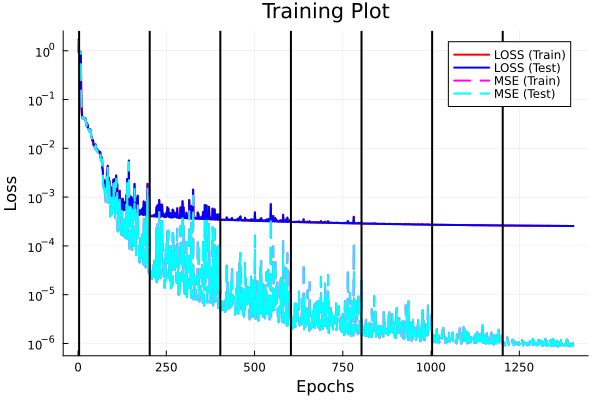 Training Plot
LOSS (Train)
LOSS (Test)
MSE (Train)
MSE (Test)
Loss
10⁰
10⁻¹
10⁻²
10⁻³
10⁻⁴
10⁻⁵
10⁻⁶
0 250 500 750 1000 1250
Epochs